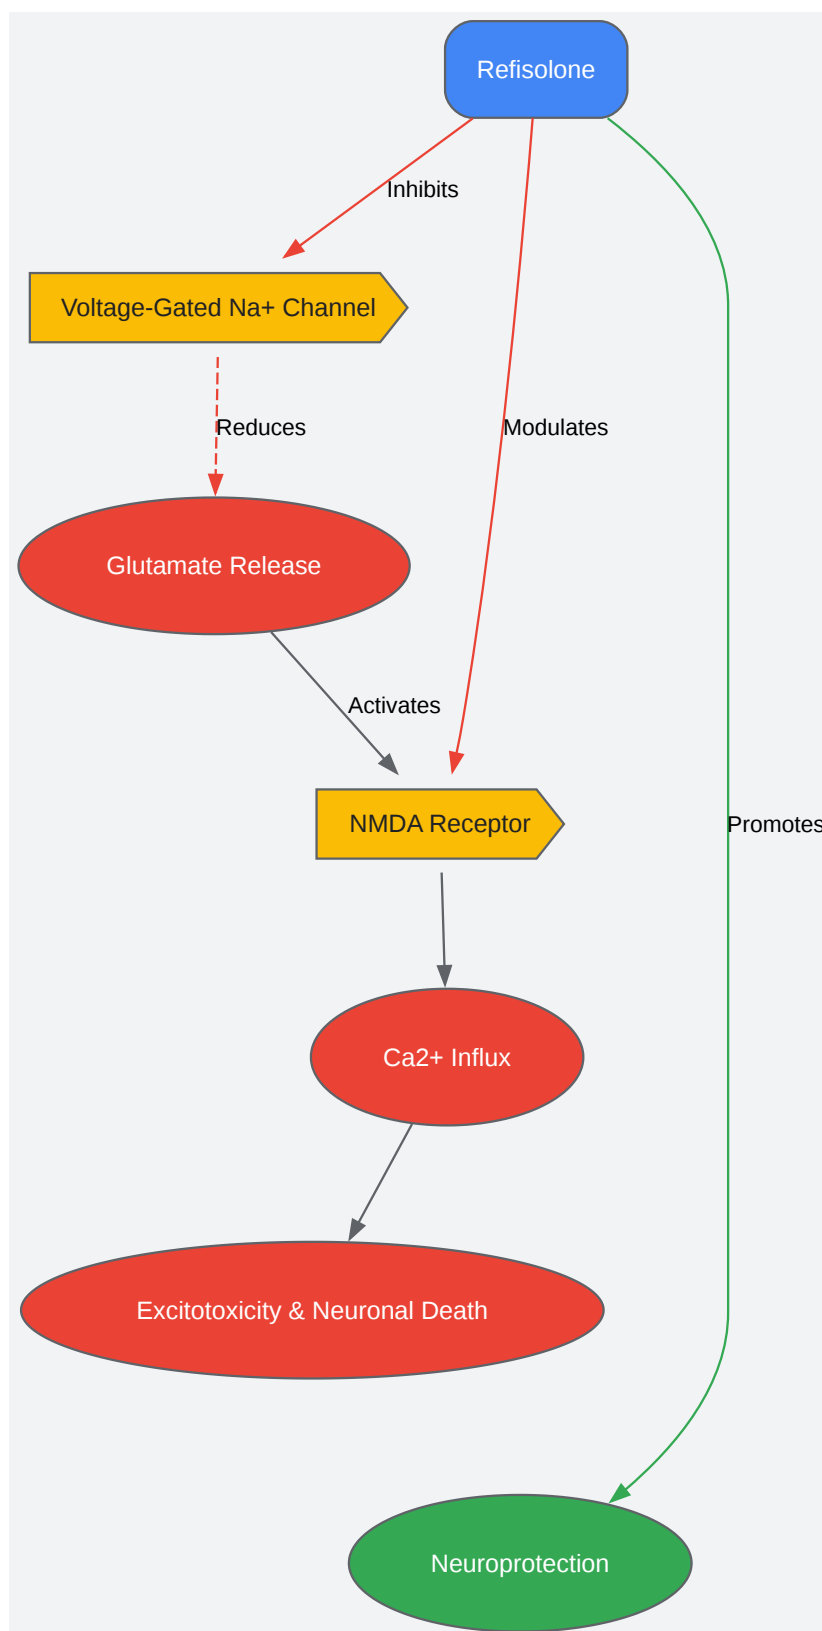 Refisolone
Inhibits
Voltage-Gated Na+ Channel
Reduces
Modulates
Glutamate Release
Activates
NMDA Receptor
Promotes
Ca2+ Influx
Excitotoxicity & Neuronal Death
Neuroprotection